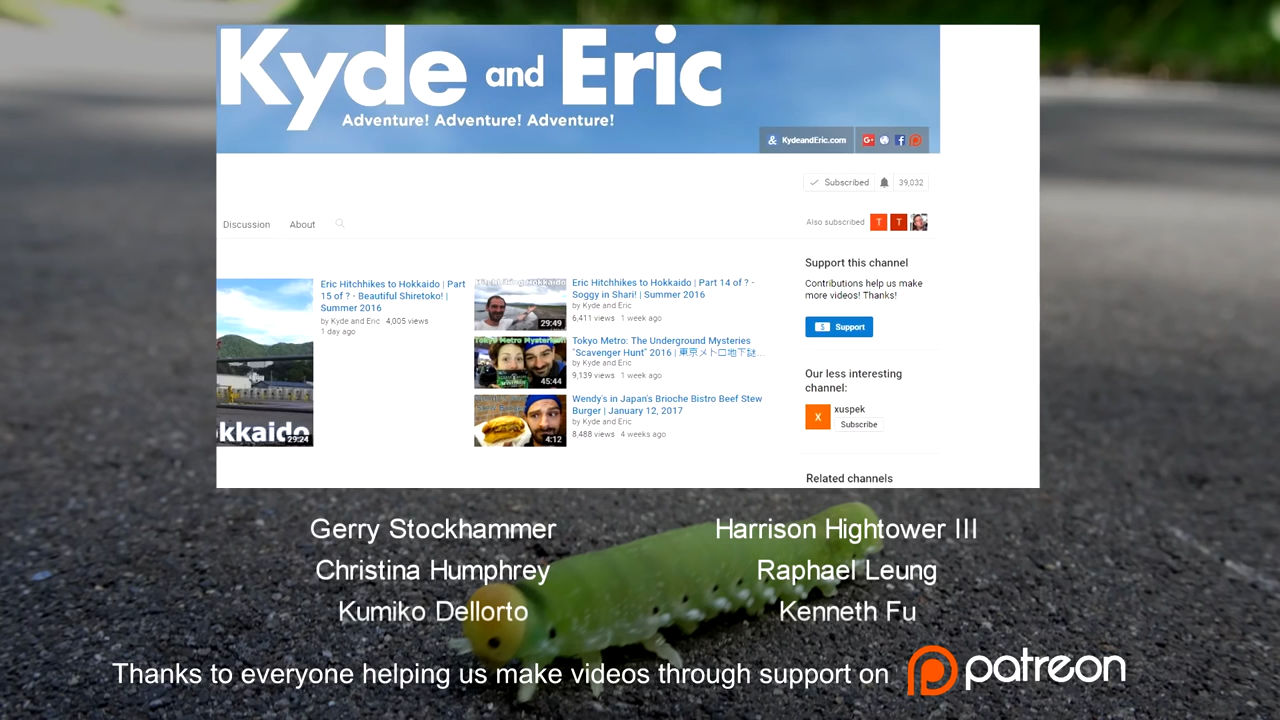 Kyde and Eric
Adventure! Adventure! Adventure!
& KydeandEric.com
Subscribed 39,032
Discussion About
Also subscribed T T
Support this channel
Contributions help us make
more videos! Thanks!
$ Support
Our less interesting
channel:
X xuspek
Subscribe
Related channels
kkaido
29:24
Eric Hitchhikes to Hokkaido | Part
15 of ? - Beautiful Shiretoko! |
Summer 2016
by Kyde and Eric 4,005 views
1 day ago
29:49
Eric Hitchhikes to Hokkaido | Part 14 of ? -
Soggy in Shari! | Summer 2016
by Kyde and Eric
6,411 views 1 week ago
Tokyo Metro Mysteries
45:44
Tokyo Metro: The Underground Mysteries
"Scavenger Hunt" 2016 | 東京メトロ地下謎...
by Kyde and Eric
9,139 views 1 week ago
4:12
Wendy's in Japan's Brioche Bistro Beef Stew
Burger | January 12, 2017
by Kyde and Eric
8,488 views 4 weeks ago
Gerry Stockhammer
Christina Humphrey
Kumiko Dellorto
Harrison Hightower III
Raphael Leung
Kenneth Fu
Thanks to everyone helping us make videos through support on patreon